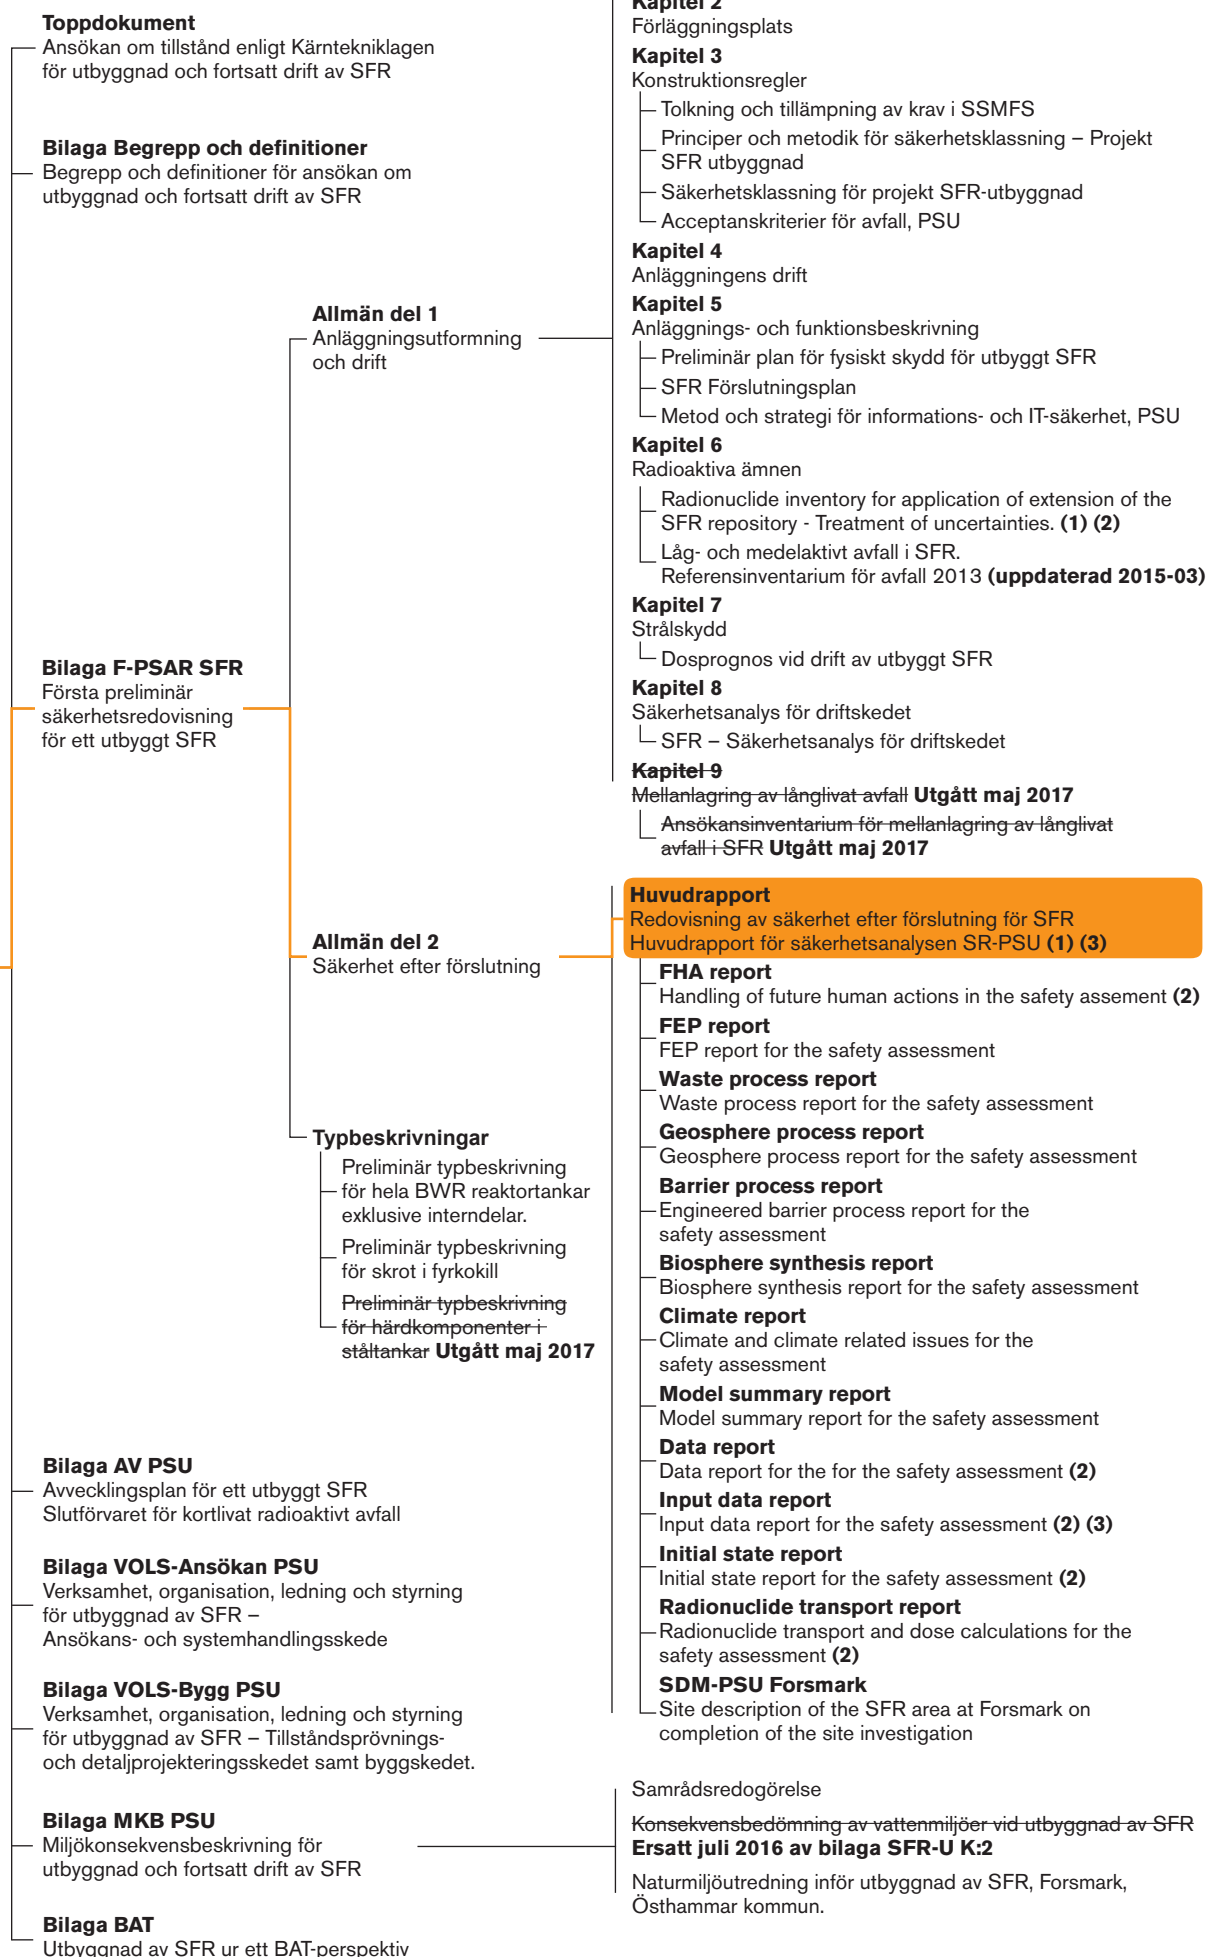 Toppdokument
Ansökan om tillstånd enligt Kärntekniklagen
för utbyggnad och fortsatt drift av SFR
Bilaga Begrepp och definitioner
Begrepp och definitioner för ansökan om
utbyggnad och fortsatt drift av SFR
Bilaga F-PSAR SFR
Första preliminär
säkerhetsredovisning
för ett utbyggt SFR
Allmän del 1
Anläggningsutformning
och drift
Kapitel 2
Förläggningsplats
Kapitel 3
Konstruktionsregler
Tolkning och tillämpning av krav i SSMFS
Principer och metodik för säkerhetsklassning – Projekt
SFR utbyggnad
Säkerhetsklassning för projekt SFR-utbyggnad
Acceptanskriterier för avfall, PSU
Kapitel 4
Anläggningens drift
Kapitel 5
Anläggnings- och funktionsbeskrivning
Preliminär plan för fysiskt skydd för utbyggt SFR
SFR Förslutningsplan
Metod och strategi för informations- och IT-säkerhet, PSU
Kapitel 6
Radioaktiva ämnen
Radionuclide inventory for application of extension of the
SFR repository - Treatment of uncertainties. (1) (2)
Låg- och medelaktivt avfall i SFR.
Referensinventarium för avfall 2013 (uppdaterad 2015-03)
Kapitel 7
Strålskydd
Dosprognos vid drift av utbyggt SFR
Kapitel 8
Säkerhetsanalys för driftskedet
SFR – Säkerhetsanalys för driftskedet
Kapitel 9
Mellanlagring av långlivat avfall Utgått maj 2017
Ansökansinventarium för mellanlagring av långlivat
avfall i SFR Utgått maj 2017
Allmän del 2
Säkerhet efter förslutning
Huvudrapport
Redovisning av säkerhet efter förslutning för SFR
Huvudrapport för säkerhetsanalysen SR-PSU (1) (3)
FHA report
Handling of future human actions in the safety assement (2)
FEP report
FEP report for the safety assessment
Waste process report
Waste process report for the safety assessment
Geosphere process report
Geosphere process report for the safety assessment
Barrier process report
Engineered barrier process report for the
safety assessment
Biosphere synthesis report
Biosphere synthesis report for the safety assessment
Climate report
Climate and climate related issues for the
safety assessment
Model summary report
Model summary report for the safety assessment
Data report
Data report for the for the safety assessment (2)
Input data report
Input data report for the safety assessment (2) (3)
Initial state report
Initial state report for the safety assessment (2)
Radionuclide transport report
Radionuclide transport and dose calculations for the
safety assessment (2)
SDM-PSU Forsmark
Site description of the SFR area at Forsmark on
completion of the site investigation
Typbeskrivningar
Preliminär typbeskrivning
för hela BWR reaktortankar
exklusive interndelar.
Preliminär typbeskrivning
för skrot i fyrkokill
Preliminär typbeskrivning
för härdkomponenter i
ståltankar Utgått maj 2017
Bilaga AV PSU
Avvecklingsplan för ett utbyggt SFR
Slutförvaret för kortlivat radioaktivt avfall
Bilaga VOLS-Ansökan PSU
Verksamhet, organisation, ledning och styrning
för utbyggnad av SFR –
Ansökans- och systemhandlingsskede
Bilaga VOLS-Bygg PSU
Verksamhet, organisation, ledning och styrning
för utbyggnad av SFR – Tillståndsprövnings-
och detaljprojekteringsskedet samt byggskedet.
Bilaga MKB PSU
Miljökonsekvensbeskrivning för
utbyggnad och fortsatt drift av SFR
Samrådsredogörelse
Konsekvensbedömning av vattenmiljöer vid utbyggnad av SFR
Ersatt juli 2016 av bilaga SFR-U K:2
Naturmiljöutredning inför utbyggnad av SFR, Forsmark,
Östhammar kommun.
Bilaga BAT
Utbyggnad av SFR ur ett BAT-perspektiv